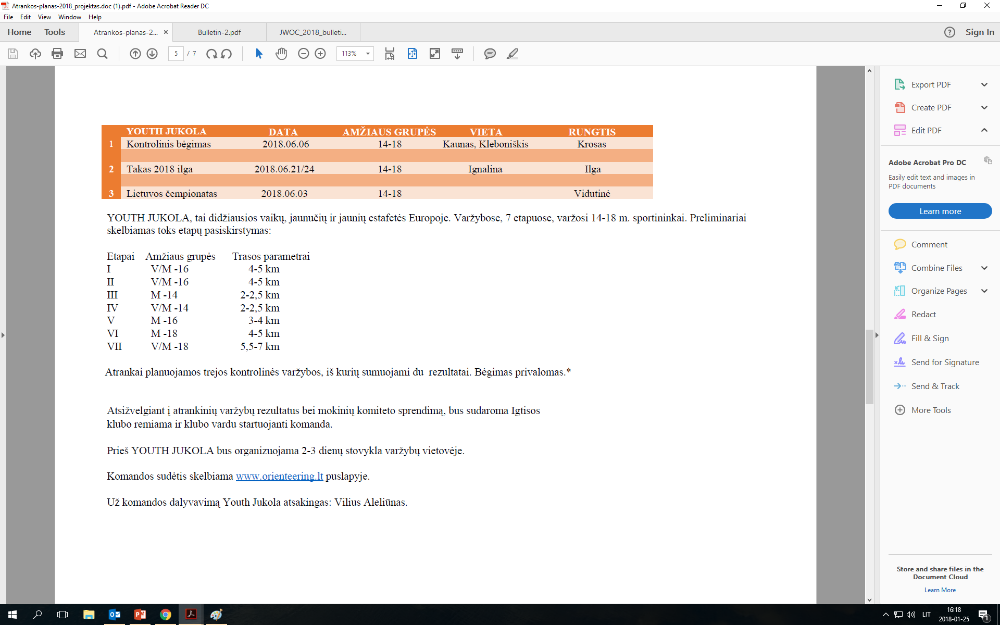 Atrankos-planas-2018_projektas.doc (1).pdf - Adobe Acrobat Reader DC
File Edit View Window Help
Home Tools Atrankos-planas-2... × Bulletin-2.pdf JWOC_2018_bulleti... Sign In
5 / 7 113%
YOUTH JUKOLA DATA AMŽIAUS GRUPĖS VIETA RUNGTIS
1 Kontrolinis bėgimas 2018.06.06 14-18 Kaunas, Kleboniškis Krosas
2 Takas 2018 ilga 2018.06.21/24 14-18 Ignalina Ilga
3 Lietuvos čempionatas 2018.06.03 14-18 Vidutinė
YOUTH JUKOLA, tai didžiausios vaikų, jaunučių ir jaunių estafetės Europoje. Varžybose, 7 etapuose, varžosi 14-18 m. sportininkai. Preliminariai
skelbiamas toks etapų pasiskirstymas:
Etapai Amžiaus grupės Trasos parametrai
I V/M -16 4-5 km
II V/M -16 4-5 km
III M -14 2-2,5 km
IV V/M -14 2-2,5 km
V M -16 3-4 km
VI M -18 4-5 km
VII V/M -18 5,5-7 km
Atrankai planuojamos trejos kontrolinės varžybos, iš kurių sumuojami du rezultatai. Bėgimas privalomas.*
Atsižvelgiant į atrankinių varžybų rezultatus bei mokinių komiteto sprendimą, bus sudaroma Igtisos
klubo remiama ir klubo vardu startuojanti komanda.
Prieš YOUTH JUKOLA bus organizuojama 2-3 dienų stovykla varžybų vietovėje.
Komandos sudėtis skelbiama www.orienteering.lt puslapyje.
Už komandos dalyvavimą Youth Jukola atsakingas: Vilius Aleliūnas.
Export PDF
Create PDF
Edit PDF
Adobe Acrobat Pro DC
Easily edit text and images in
PDF documents
Learn more
Comment
Combine Files
Organize Pages
Redact
Fill & Sign
Send for Signature
Send & Track
More Tools
Store and share files in the
Document Cloud
Learn More
LIT
16:18
2018-01-25
1